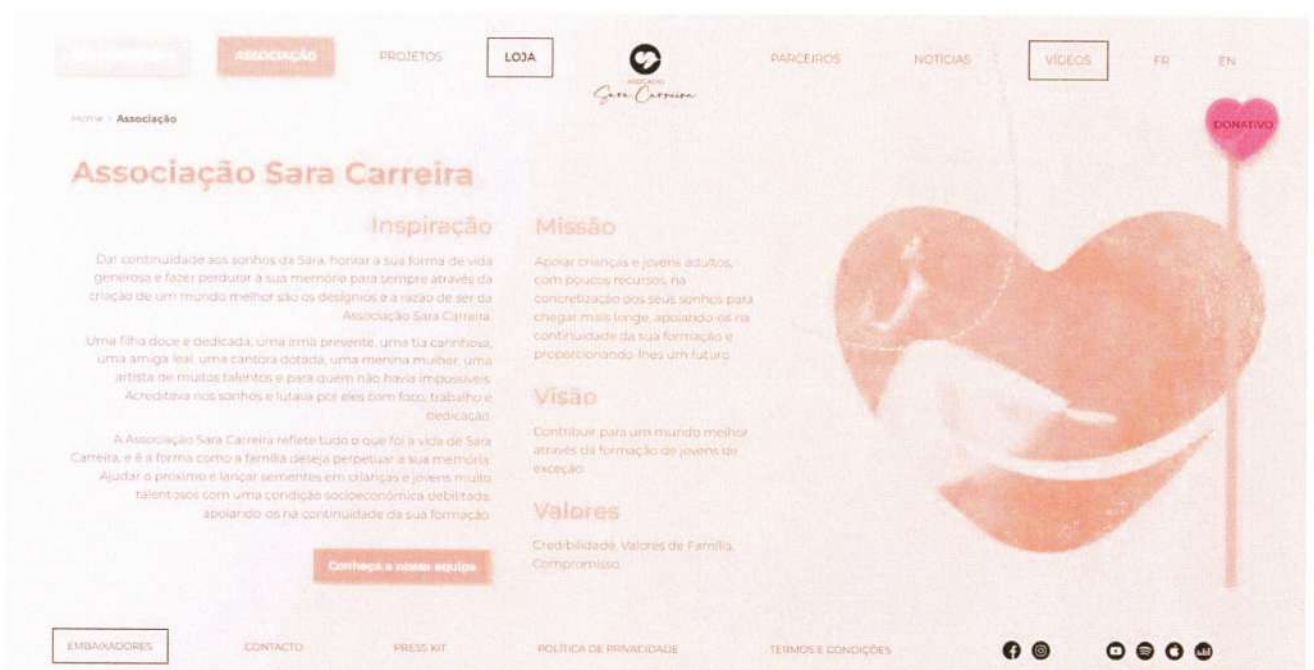 ASSOCIAÇÃO
PROJETOS
LOJA
ASSOCIAÇÃO
Sara Carreira
PARCEIROS
NOTÍCIAS
VÍDEOS
FR
EN
DONATIVO
Home > Associação
Associação Sara Carreira
Inspiração
Dar continuidade aos sonhos da Sara, honrar a sua forma de vida
generosa e fazer perdurar a sua memória para sempre através da
criação de um mundo melhor são os desígnios e a razão de ser da
Associação Sara Carreira.
Uma filha doce e dedicada, uma irmã presente, uma tia carinhosa,
uma amiga leal, uma cantora dotada, uma menina mulher, uma
artista de muitos talentos e para quem não havia impossíveis.
Acreditava nos sonhos e lutava por eles com foco, trabalho e
dedicação.
A Associação Sara Carreira reflete tudo o que foi a vida de Sara
Carreira, e é a forma como a família deseja perpetuar a sua memória.
Ajudar o próximo e lançar sementes em crianças e jovens muito
talentosos com uma condição socioeconómica debilitada,
apoiando-os na continuidade da sua formação.
Conheça a nossa equipa
Missão
Apoiar crianças e jovens adultos,
com poucos recursos, na
concretização dos seus sonhos para
chegar mais longe, apoiando-os na
continuidade da sua formação e
proporcionando-lhes um futuro.
Visão
Contribuir para um mundo melhor
através da formação de jovens de
exceção.
Valores
Credibilidade, Valores de Família,
Compromisso.
EMBAIXADORES
CONTACTO
PRESS KIT
POLÍTICA DE PRIVACIDADE
TERMOS E CONDIÇÕES